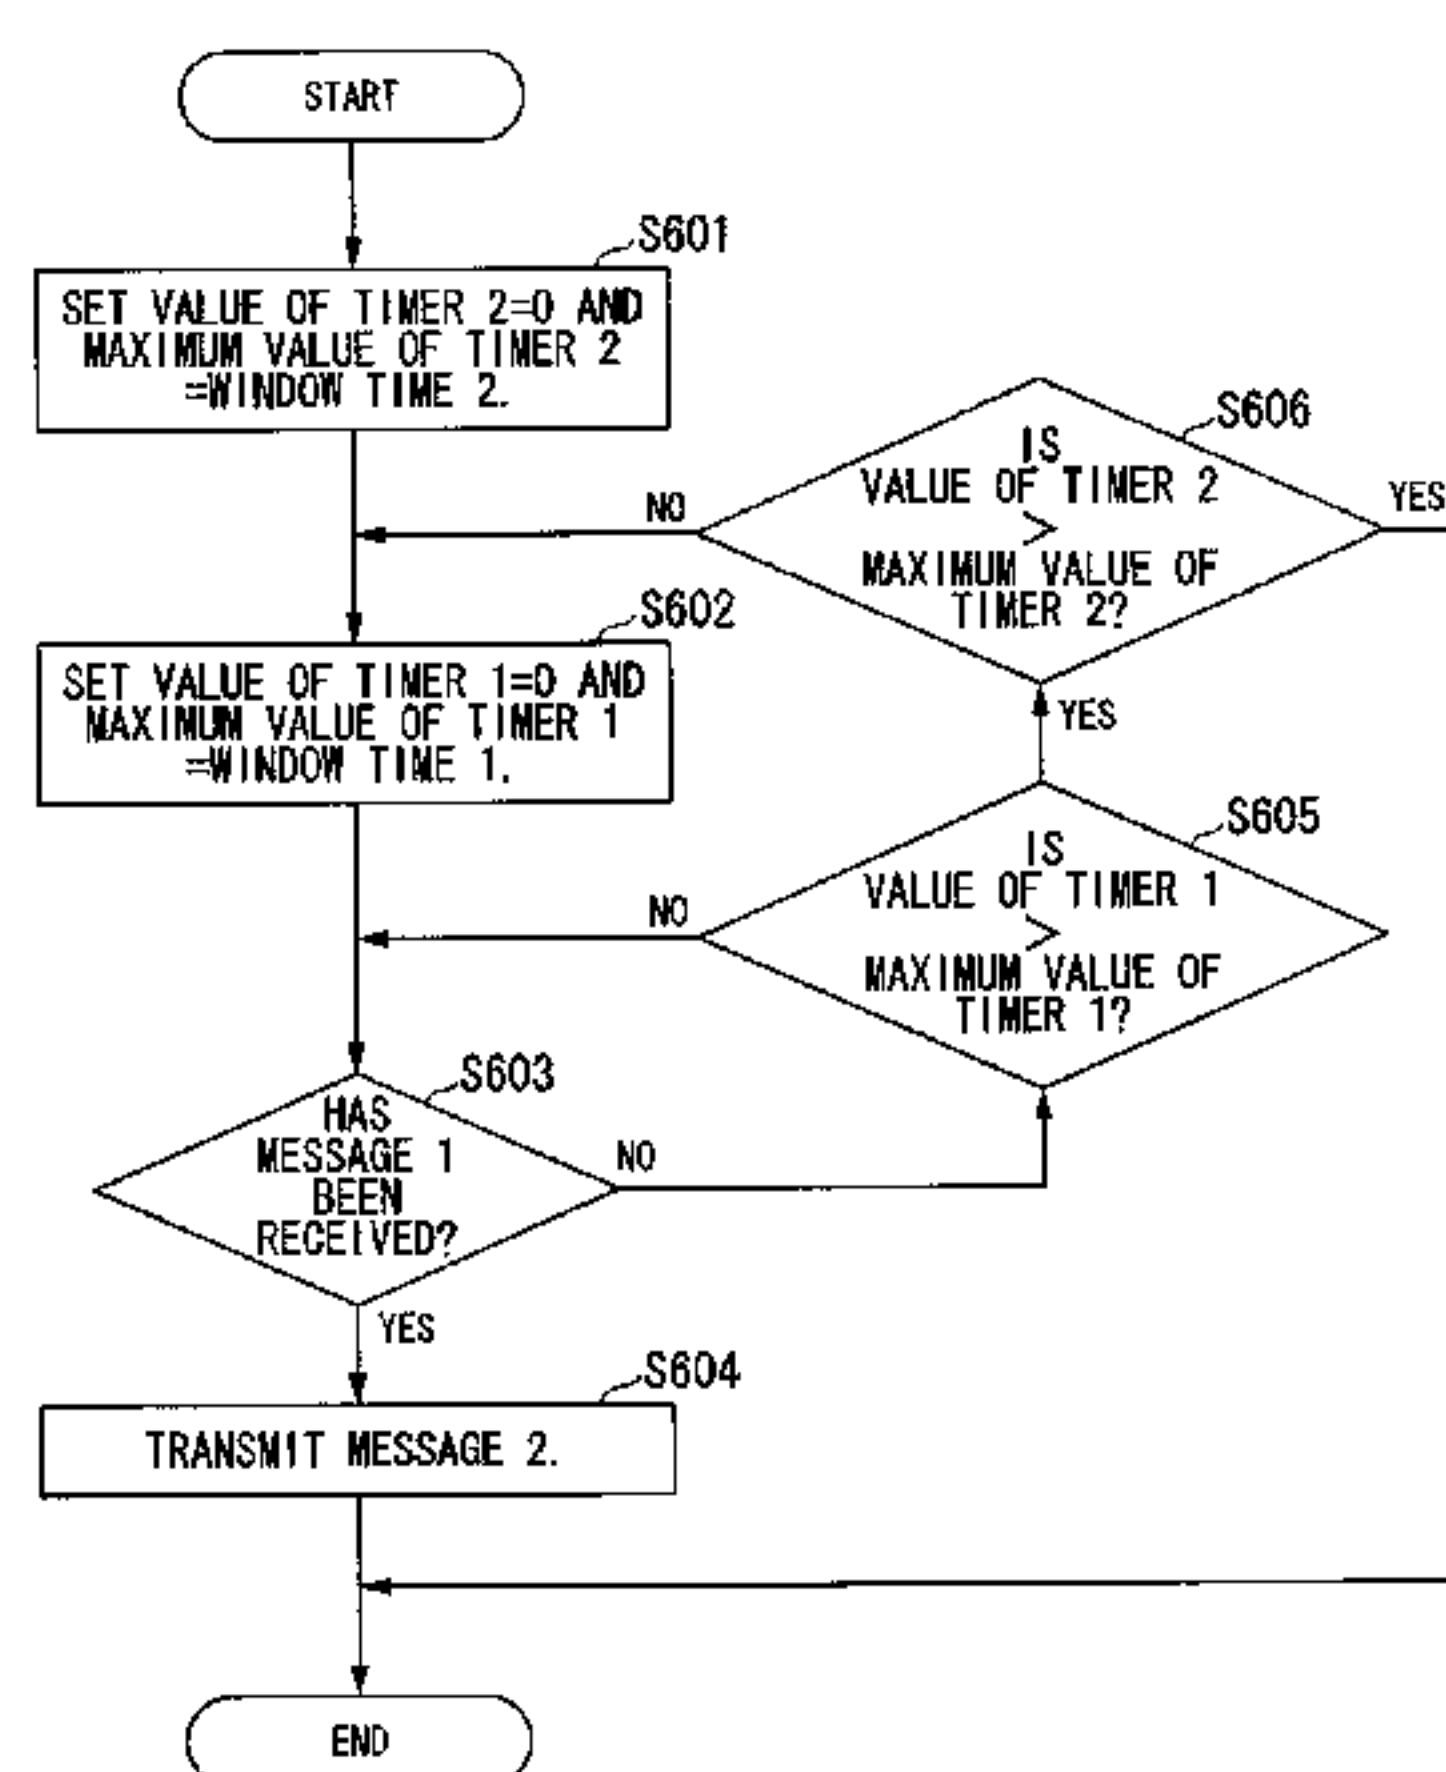 START
S601
SET VALUE OF TIMER 2=0 AND
MAXIMUM VALUE OF TIMER 2
=WINDOW TIME 2.
S606
IS
VALUE OF TIMER 2
>
MAXIMUM VALUE OF
TIMER 2?
NO
YES
S602
SET VALUE OF TIMER 1=0 AND
MAXIMUM VALUE OF TIMER 1
=WINDOW TIME 1.
YES
S605
IS
VALUE OF TIMER 1
>
MAXIMUM VALUE OF
TIMER 1?
NO
S603
HAS
MESSAGE 1
BEEN
RECEIVED?
NO
YES
S604
TRANSMIT MESSAGE 2.
END